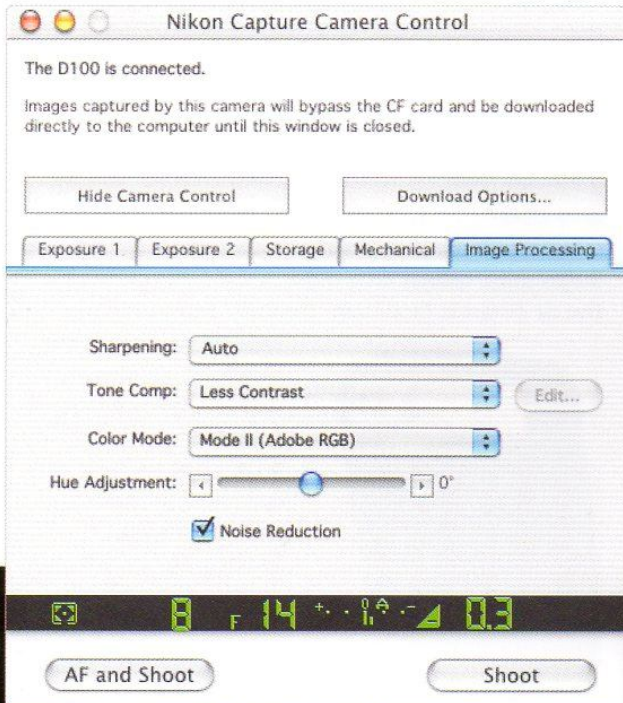 Nikon Capture Camera Control
The D100 is connected.
Images captured by this camera will bypass the CF card and be downloaded
directly to the computer until this window is closed.
Hide Camera Control Download Options...
Exposure 1 Exposure 2 Storage Mechanical Image Processing
Sharpening: Auto
Tone Comp: Less Contrast Edit...
Color Mode: Mode II (Adobe RGB)
Hue Adjustment: 0°
Noise Reduction
8 F 14 +. . 0 . .- 0.3
AF and Shoot Shoot